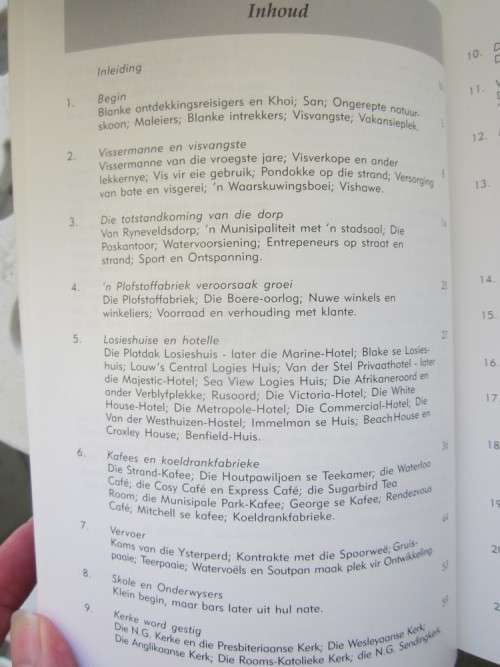 Inhoud
Inleiding
1. Begin
Blanke ontdekkingsreisigers en Khoi; San; Ongerepte natuur-
skoon; Maleiers; Blanke intrekkers; Visvangste; Vakansieplek.
2. Vissermanne en visvangste
Vissermanne van die vroegste jare; Visverkope en ander
lekkernye; Vis vir eie gebruik; Pondokke op die strand; Versorging
van bote en visgerei; 'n Waarskuwingsboei; Vishawe.
3. Die totstandkoming van die dorp
Van Ryneveldsdorp; 'n Munisipaliteit met 'n stadsaal; Die
Poskantoor; Watervoorsiening; Entrepeneurs op straat en
strand; Sport en Ontspanning.
4. 'n Plofstoffabriek veroorsaak groei
Die Plofstoffabriek; Die Boere-oorlog; Nuwe winkels en
winkeliers; Voorraad en verhouding met klante.
5. Losieshuise en hotelle
Die Platdak Losieshuis - later die Marine-Hotel; Blake se Losies-
huis; Louw's Central Logies Huis; Van der Stel Privaathotel - later
die Majestic-Hotel; Sea View Logies Huis; Die Afrikaneroord en
ander Verblyfplekke; Rusoord; Die Victoria-Hotel; Die White
House-Hotel; Die Metropole-Hotel; Die Commercial-Hotel; Die
Van der Westhuizen-Hostel; Immelman se Huis; Beach House en
Croxley House; Benfield-Huis.
6. Kafees en koeldrankfabrieke
Die Strand-Kafee; Die Houtpawiljoen se Teekamer; die Waterloo
Café; die Cosy Café en Express Café; die Sugarbird Tea
Room; die Munisipale Park-Kafee; George se Kafee; Rendezvous
Café; Mitchell se kafee; Koeldrankfabrieke.
7. Vervoer
Koms van die Ysterperd; Kontrakte met die Spoorweë; Gruis-
paaie; Teerpaaie; Watervoëls en Soutpan maak plek vir Ontwikkeling.
8. Skole en Onderwysers
Klein begin, maar bars later uit hul nate.
9. Kerke word gestig
Die N.G. Kerke en die Presbiteriaanse Kerk; Die Wesleyaanse Kerk;
Die Anglikaanse Kerk; Die Rooms-Katolieke Kerk; die N.G. Sendingkerk.
10.
11.
12.
13.
14.
15.
16.
17.
18.